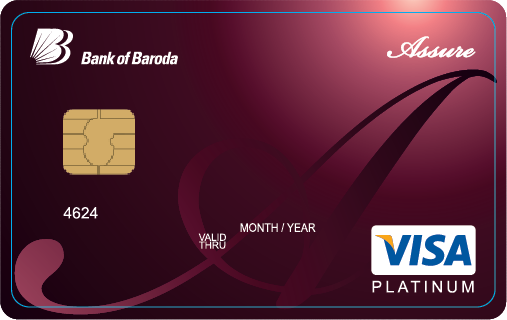 Bank of Baroda
Assure
4624
MONTH / YEAR
VALID
THRU
VISA
PLATINUM